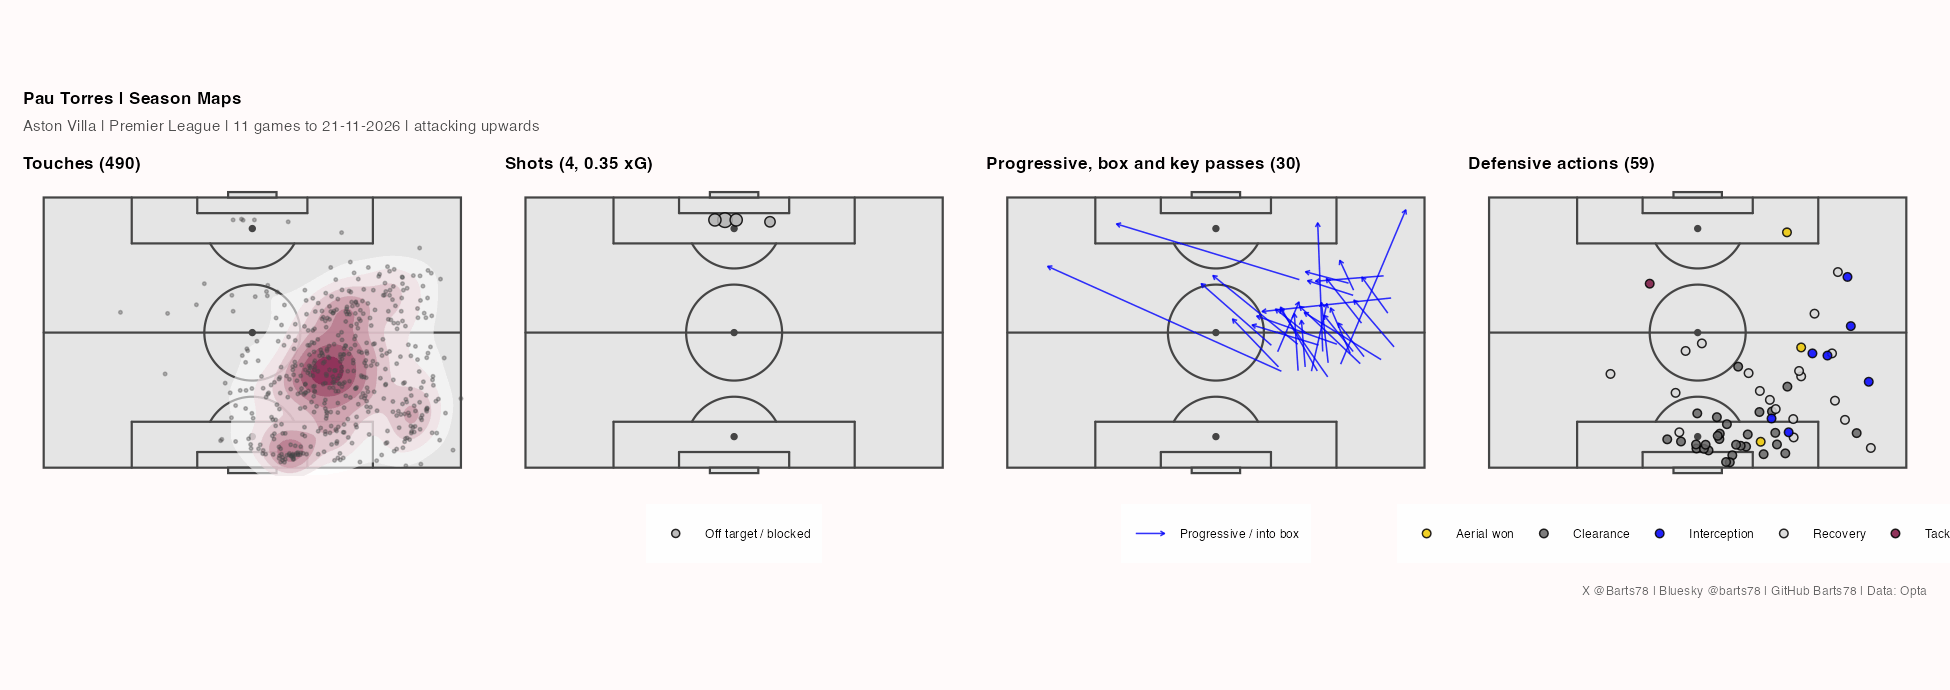 Pau Torres | Season Maps
Aston Villa | Premier League | 11 games to 21-11-2026 | attacking upwards
Touches (490)
Shots (4, 0.35 xG)
Progressive, box and key passes (30)
Defensive actions (59)
Off target / blocked
Progressive / into box
Aerial won
Clearance
Interception
Recovery
Tack
X @Barts78 | Bluesky @barts78 | GitHub Barts78 | Data: Opta